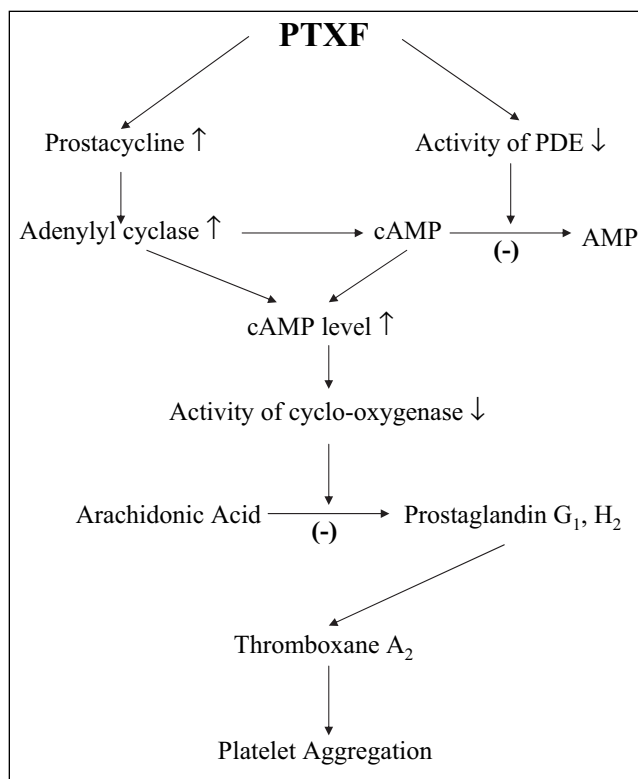 PTXF
Prostacycline ↑ Activity of PDE ↓
Adenylyl cyclase ↑ cAMP (-) AMP
cAMP level ↑
Activity of cyclo-oxygenase ↓
Arachidonic Acid (-) Prostaglandin G₁, H₂
Thromboxane A₂
Platelet Aggregation